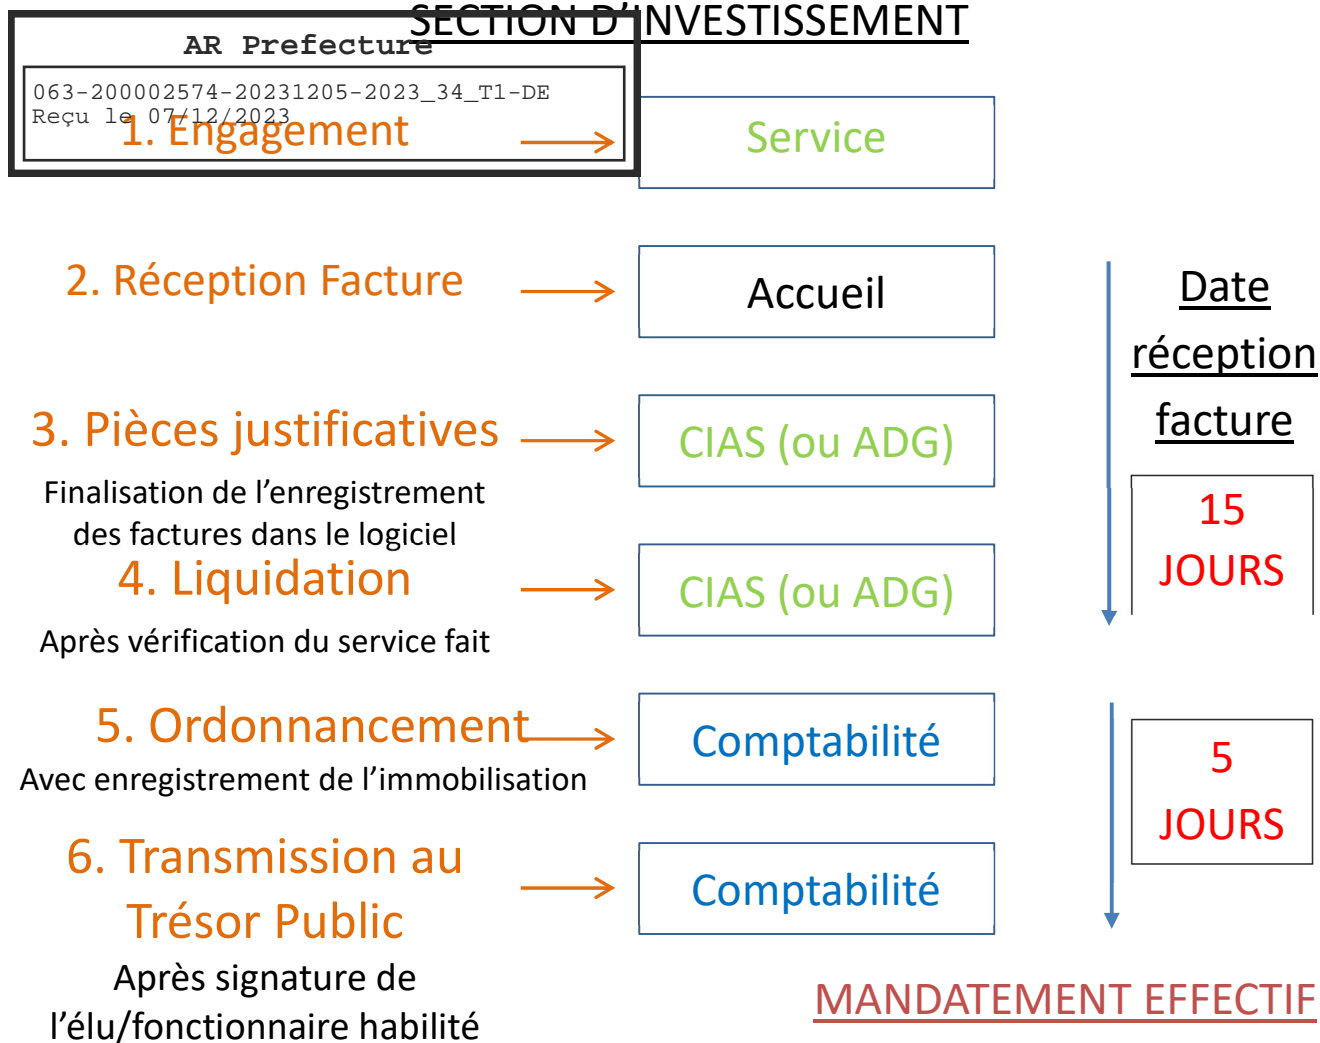 SECTION D’INVESTISSEMENT
AR Prefecture
063-200002574-20231205-2023_34_T1-DE
Reçu le 07/12/2023
1. Engagement
Service
2. Réception Facture
Accueil
Date
réception
facture
3. Pièces justificatives
CIAS (ou ADG)
Finalisation de l’enregistrement
des factures dans le logiciel
15
JOURS
4. Liquidation
CIAS (ou ADG)
Après vérification du service fait
5. Ordonnancement
Comptabilité
Avec enregistrement de l’immobilisation
5
JOURS
6. Transmission au
Trésor Public
Comptabilité
Après signature de
l’élu/fonctionnaire habilité
MANDATEMENT EFFECTIF